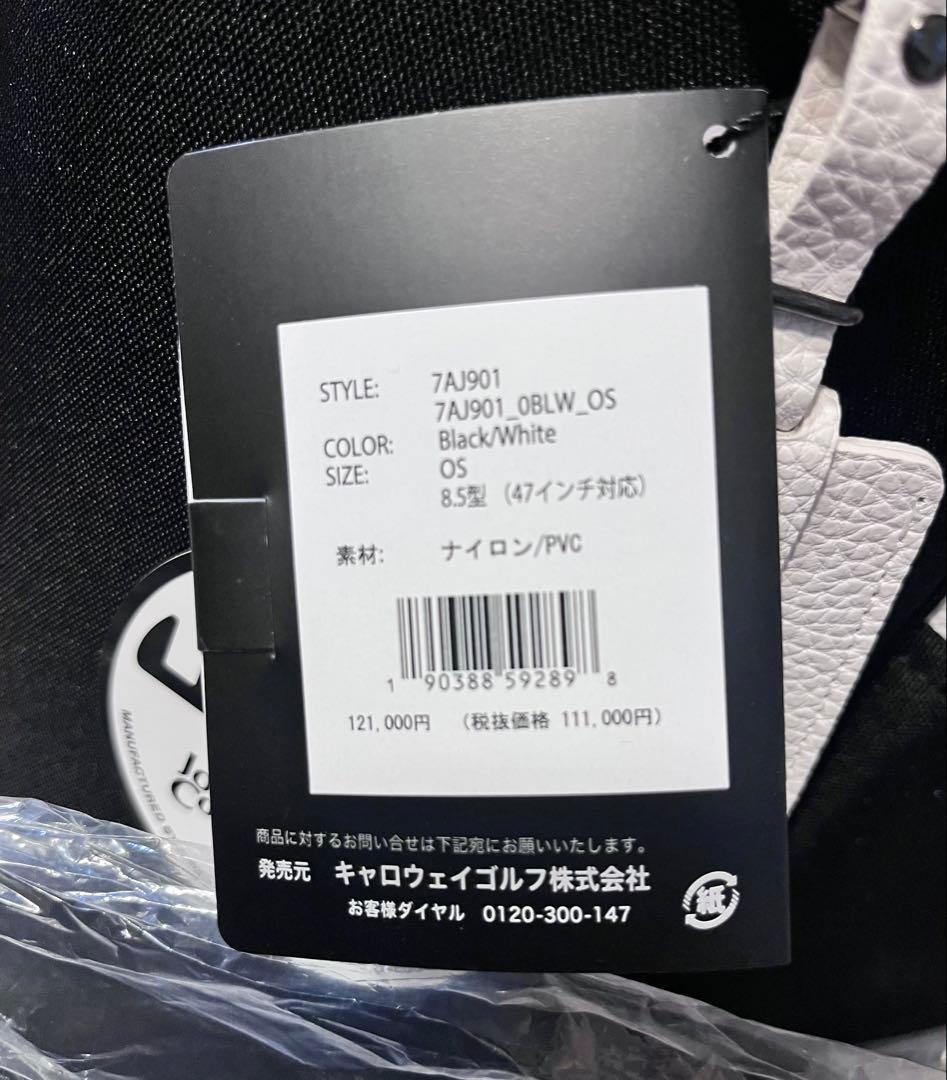 STYLE: 7AJ901
7AJ901_0BLW_OS
COLOR: Black/White
SIZE: OS
8.5型 (47インチ対応)
素材: ナイロン/PVC
1 90388 59289 8
121,000円 (税抜価格 111,000円)
商品に対するお問い合せは下記宛にお願いいたします。
発売元 キャロウェイゴルフ株式会社
お客様ダイヤル 0120-300-147
紙
MANUFACTURED